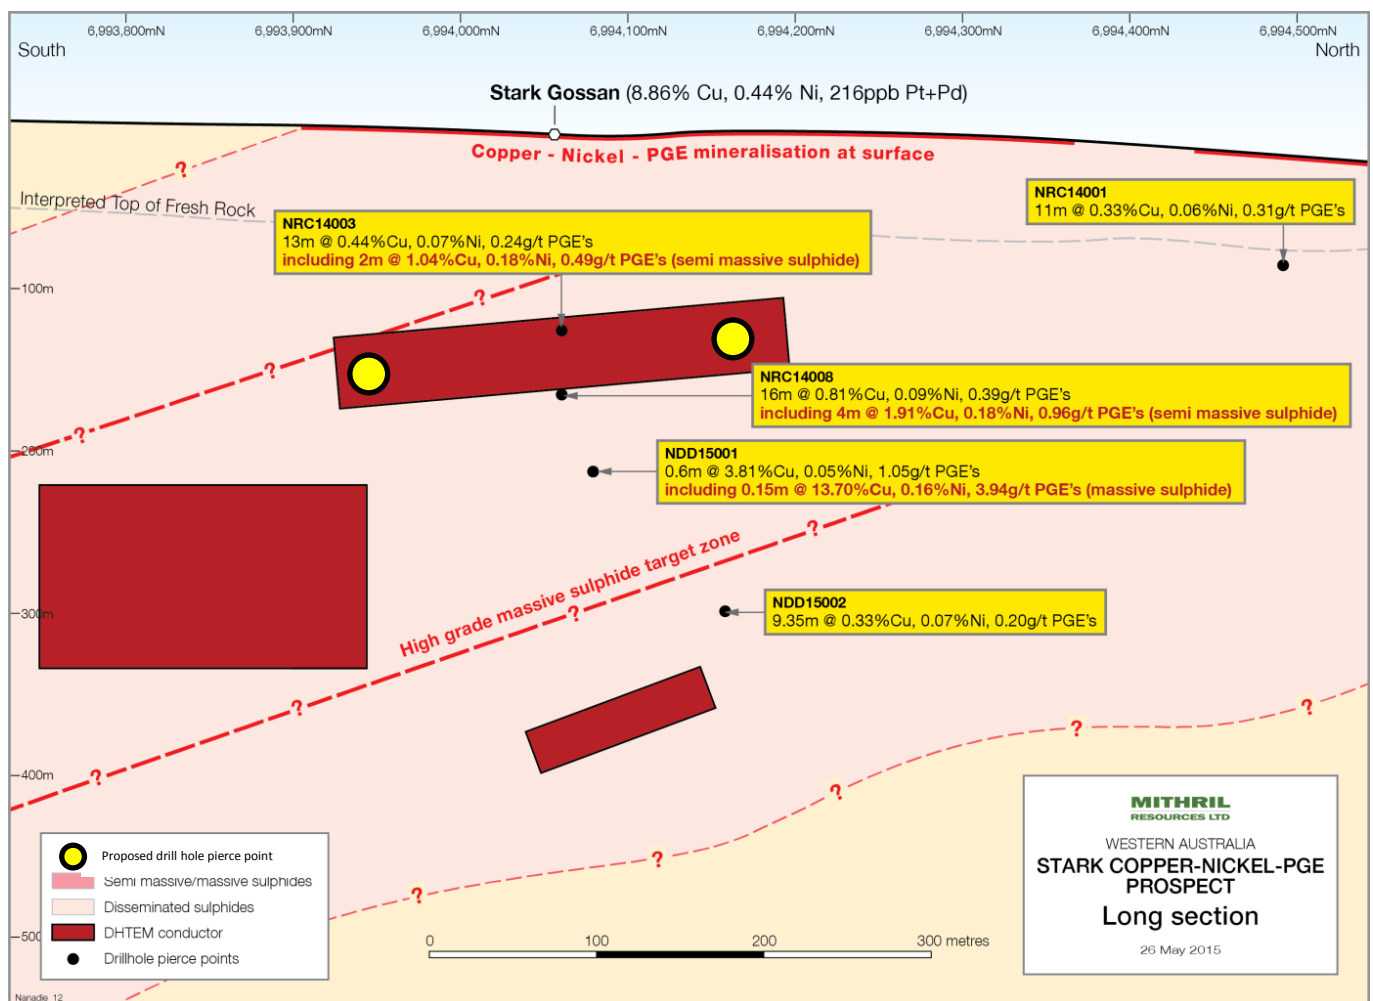 6,993,800mN 6,993,900mN 6,994,000mN 6,994,100mN 6,994,200mN 6,994,300mN 6,994,400mN 6,994,500mN
South North
Stark Gossan (8.86% Cu, 0.44% Ni, 216ppb Pt+Pd)
Copper - Nickel - PGE mineralisation at surface
?
Interpreted Top of Fresh Rock
NRC14001
11m @ 0.33%Cu, 0.06%Ni, 0.31g/t PGE's
NRC14003
13m @ 0.44%Cu, 0.07%Ni, 0.24g/t PGE's
including 2m @ 1.04%Cu, 0.18%Ni, 0.49g/t PGE's (semi massive sulphide)
100m
?
?
?
NRC14008
16m @ 0.81%Cu, 0.09%Ni, 0.39g/t PGE's
including 4m @ 1.91%Cu, 0.18%Ni, 0.96g/t PGE's (semi massive sulphide)
200m
NDD15001
0.6m @ 3.81%Cu, 0.05%Ni, 1.05g/t PGE's
including 0.15m @ 13.70%Cu, 0.16%Ni, 3.94g/t PGE's (massive sulphide)
High grade massive sulphide target zone
?
?
?
?
300m
NDD15002
9.35m @ 0.33%Cu, 0.07%Ni, 0.20g/t PGE's
400m
?
?
?
?
?
500
Proposed drill hole pierce point
Semi massive/massive sulphides
Disseminated sulphides
DHTEM conductor
Drillhole pierce points
0 100 200 300 metres
MITHRIL
RESOURCES LTD
WESTERN AUSTRALIA
STARK COPPER-NICKEL-PGE
PROSPECT
Long section
26 May 2015
Nanadie_12